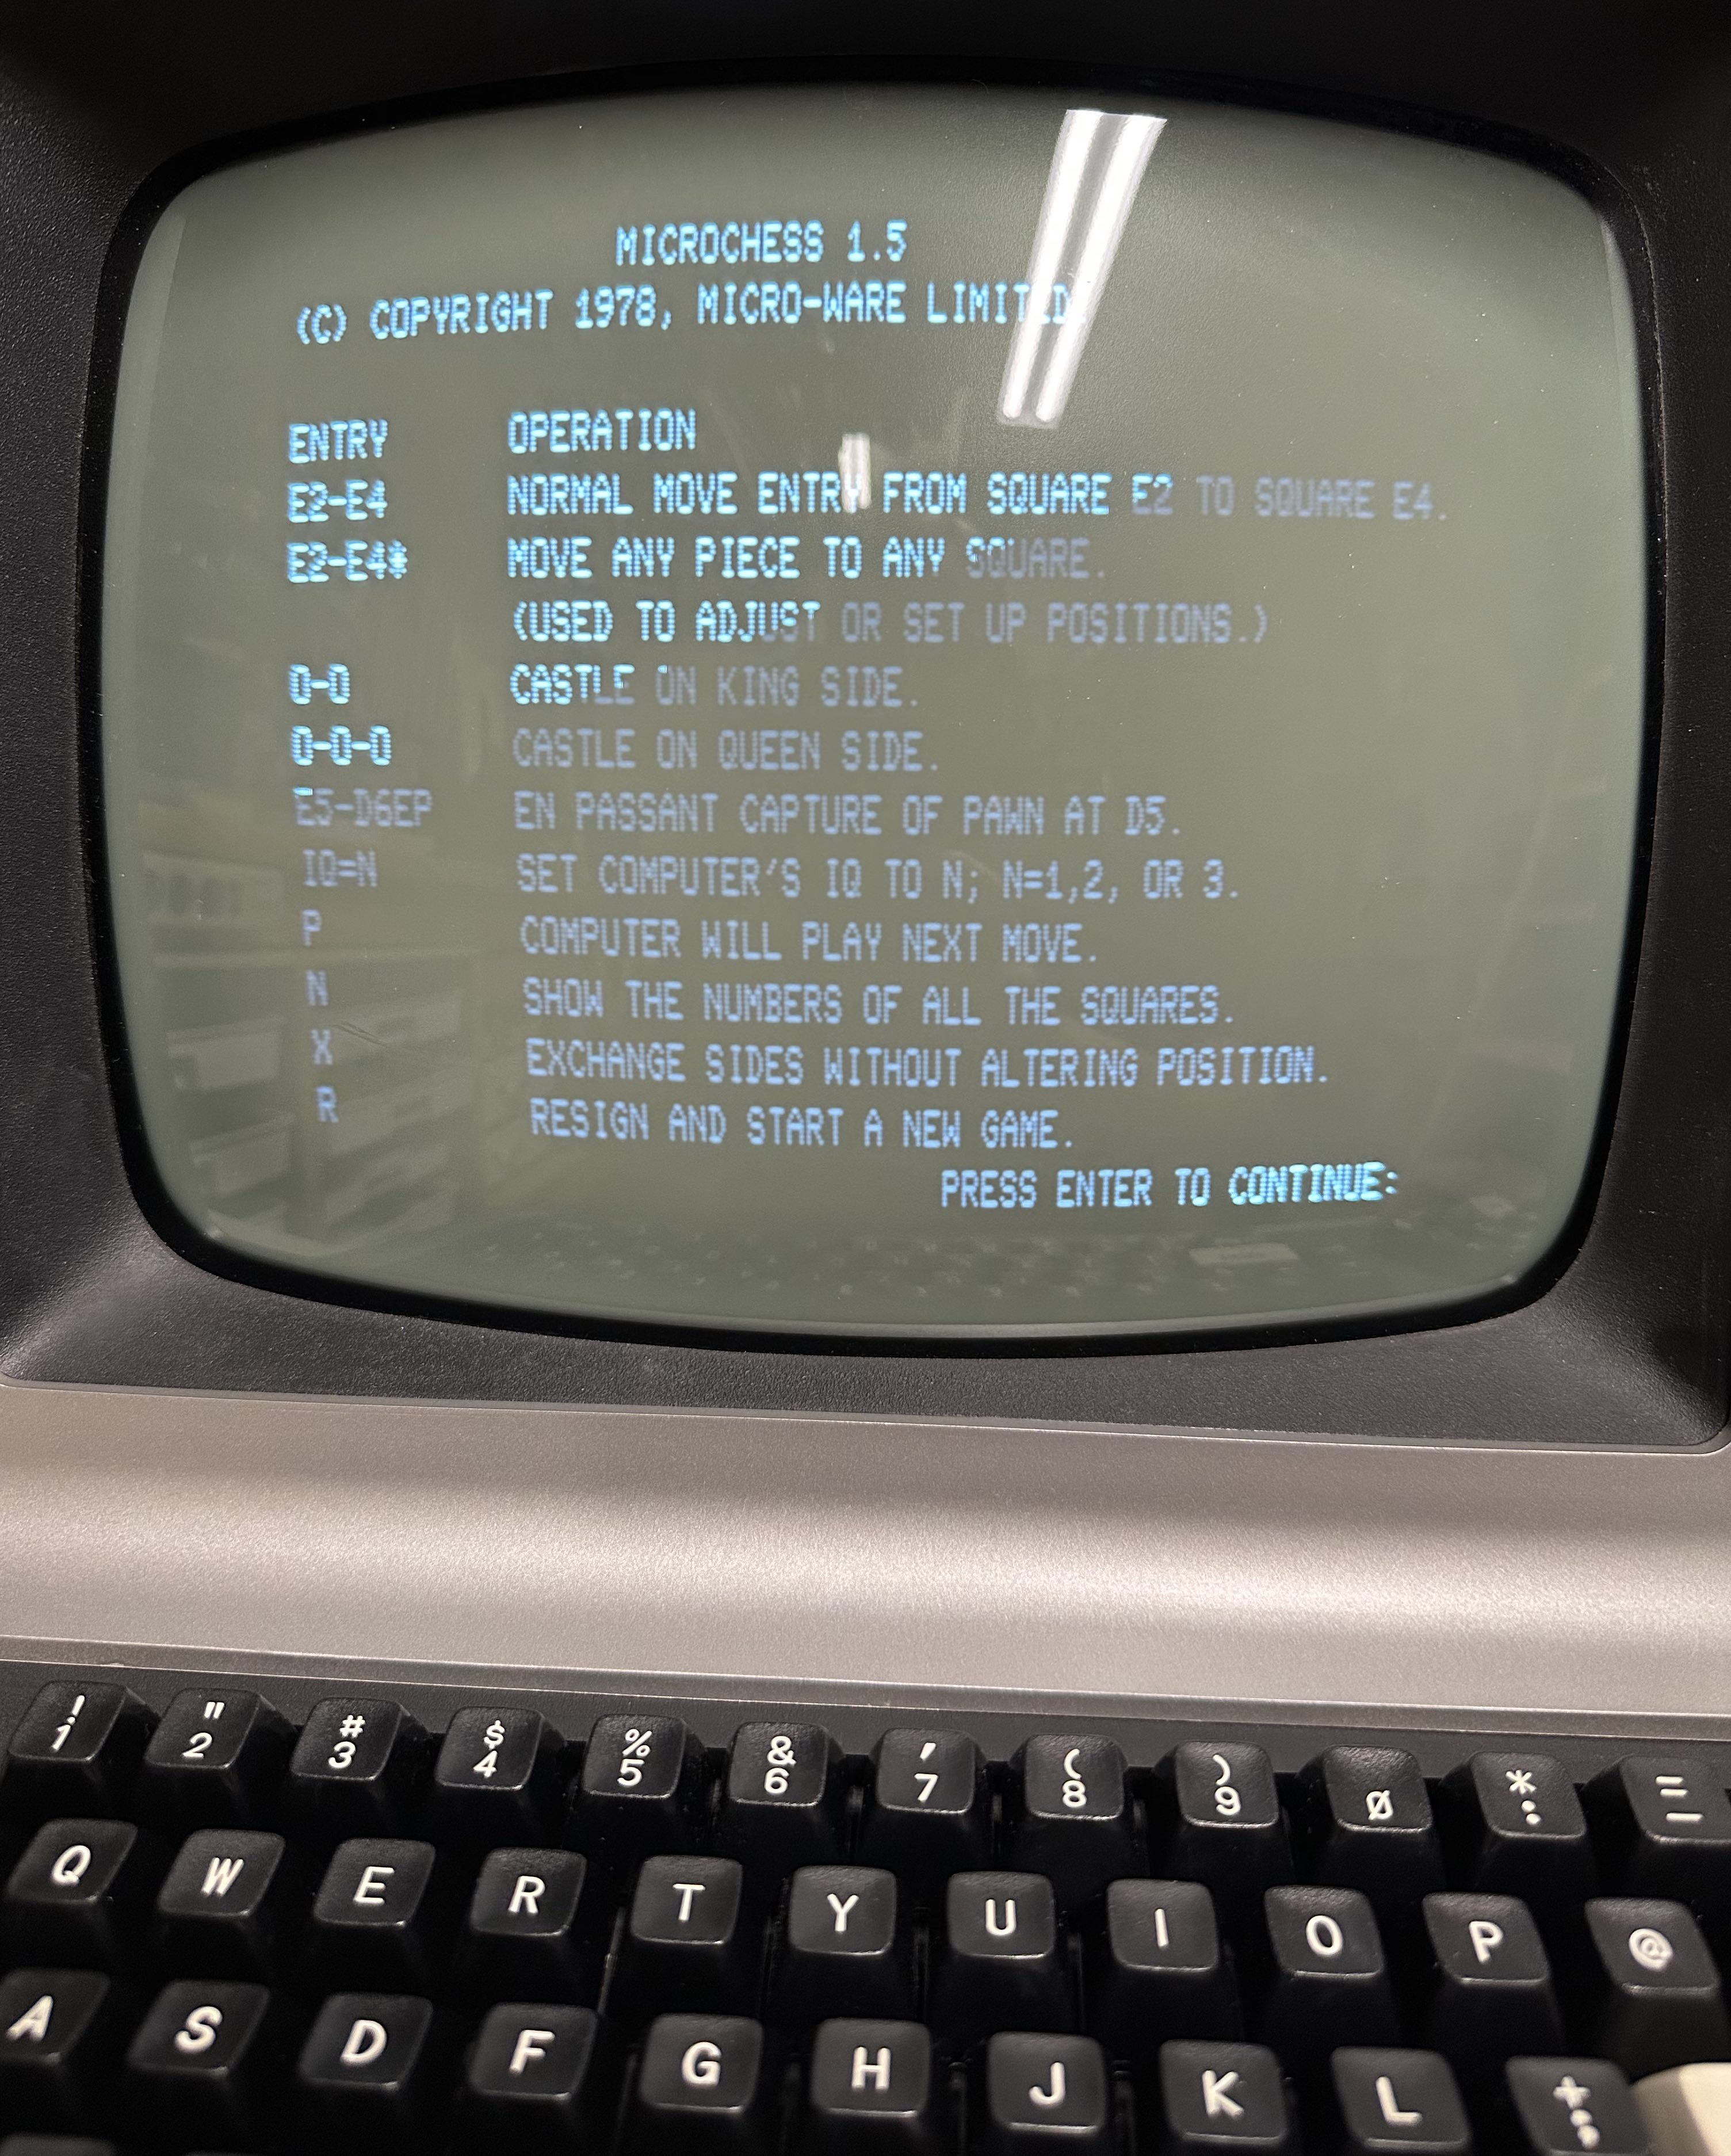 MICROCHESS 1.5
(C) COPYRIGHT 1978, MICRO-WARE LIMITED
ENTRY OPERATION
E2-E4 NORMAL MOVE ENTRY FROM SQUARE E2 TO SQUARE E4.
E2-E4* MOVE ANY PIECE TO ANY SQUARE.
(USED TO ADJUST OR SET UP POSITIONS.)
0-0 CASTLE ON KING SIDE.
0-0-0 CASTLE ON QUEEN SIDE.
E5-D6EP EN PASSANT CAPTURE OF PAWN AT D5.
IQ=N SET COMPUTER'S IQ TO N; N=1,2, OR 3.
P COMPUTER WILL PLAY NEXT MOVE.
N SHOW THE NUMBERS OF ALL THE SQUARES.
X EXCHANGE SIDES WITHOUT ALTERING POSITION.
R RESIGN AND START A NEW GAME.
PRESS ENTER TO CONTINUE:
! " # $ % & ' ( ) * =
1 2 3 4 5 6 7 8 9 Ø : -
Q W E R T Y U I O P @
A S D F G H J K L + ;